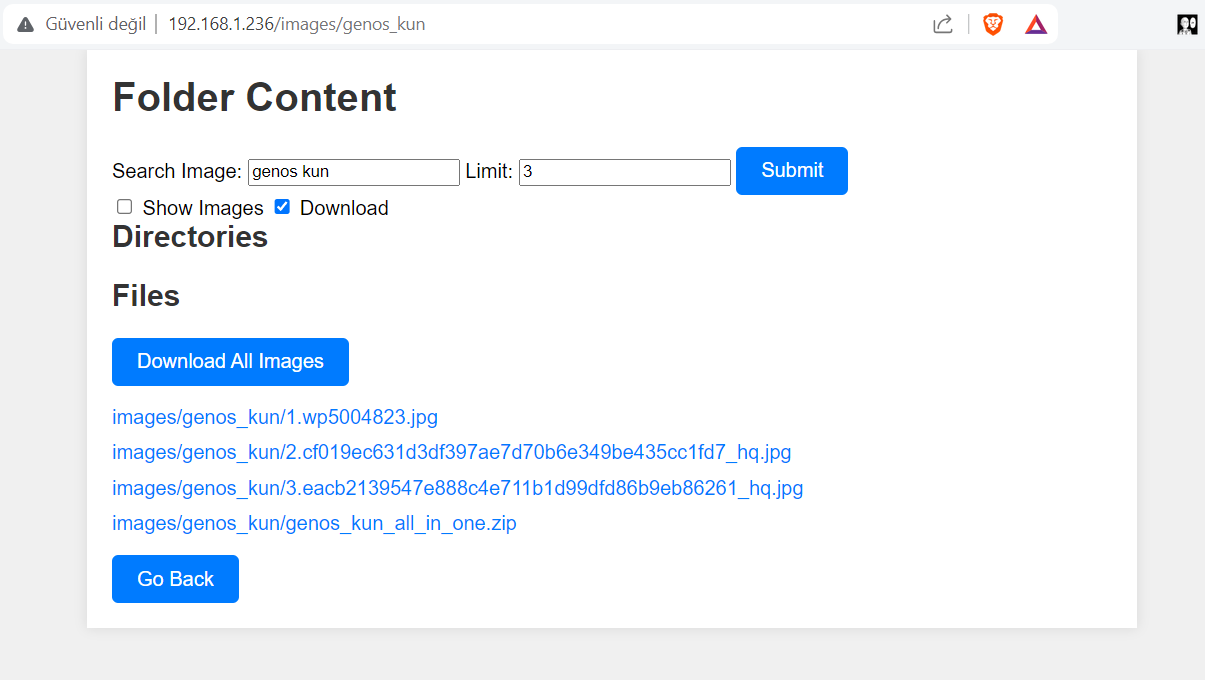 Güvenli değil | 192.168.1.236/images/genos_kun
Folder Content
Search Image: genos kun Limit: 3 Submit
Show Images Download
Directories
Files
Download All Images
images/genos_kun/1.wp5004823.jpg
images/genos_kun/2.cf019ec631d3df397ae7d70b6e349be435cc1fd7_hq.jpg
images/genos_kun/3.eacb2139547e888c4e711b1d99dfd86b9eb86261_hq.jpg
images/genos_kun/genos_kun_all_in_one.zip
Go Back